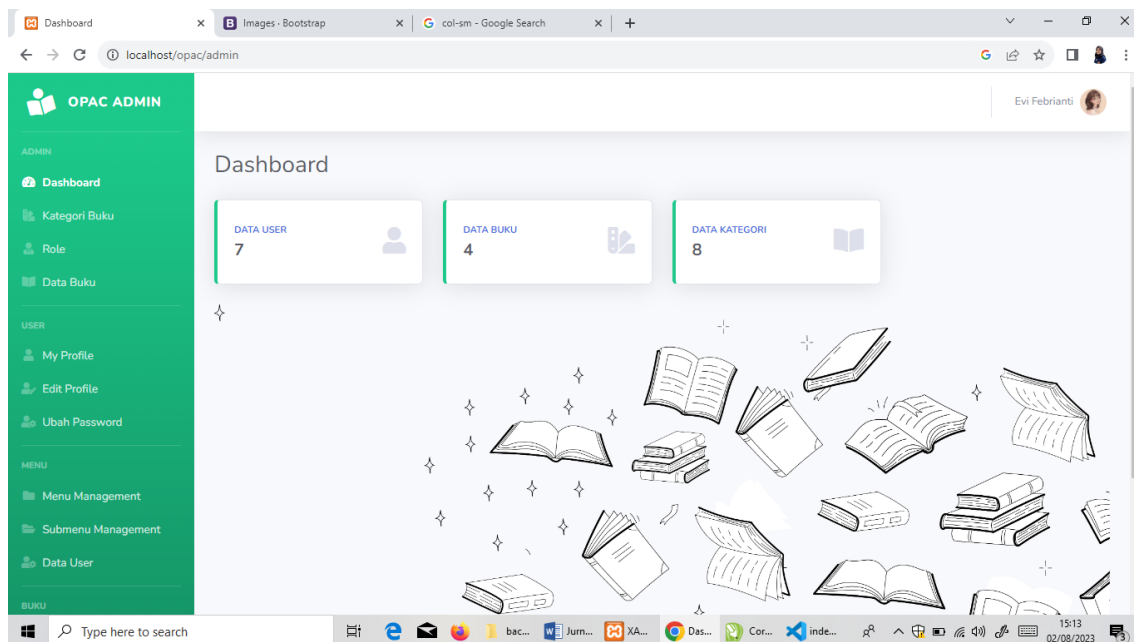 Dashboard
Images · Bootstrap
G col-sm - Google Search
localhost/opac/admin
OPAC ADMIN
Evi Febrianti
ADMIN
Dashboard
Kategori Buku
Role
Data Buku
USER
My Profile
Edit Profile
Ubah Password
MENU
Menu Management
Submenu Management
Data User
BUKU
Dashboard
DATA USER
7
DATA BUKU
4
DATA KATEGORI
8
Type here to search
bac...
Jurn...
XA...
Das...
Cor...
inde...
15:13
02/08/2023